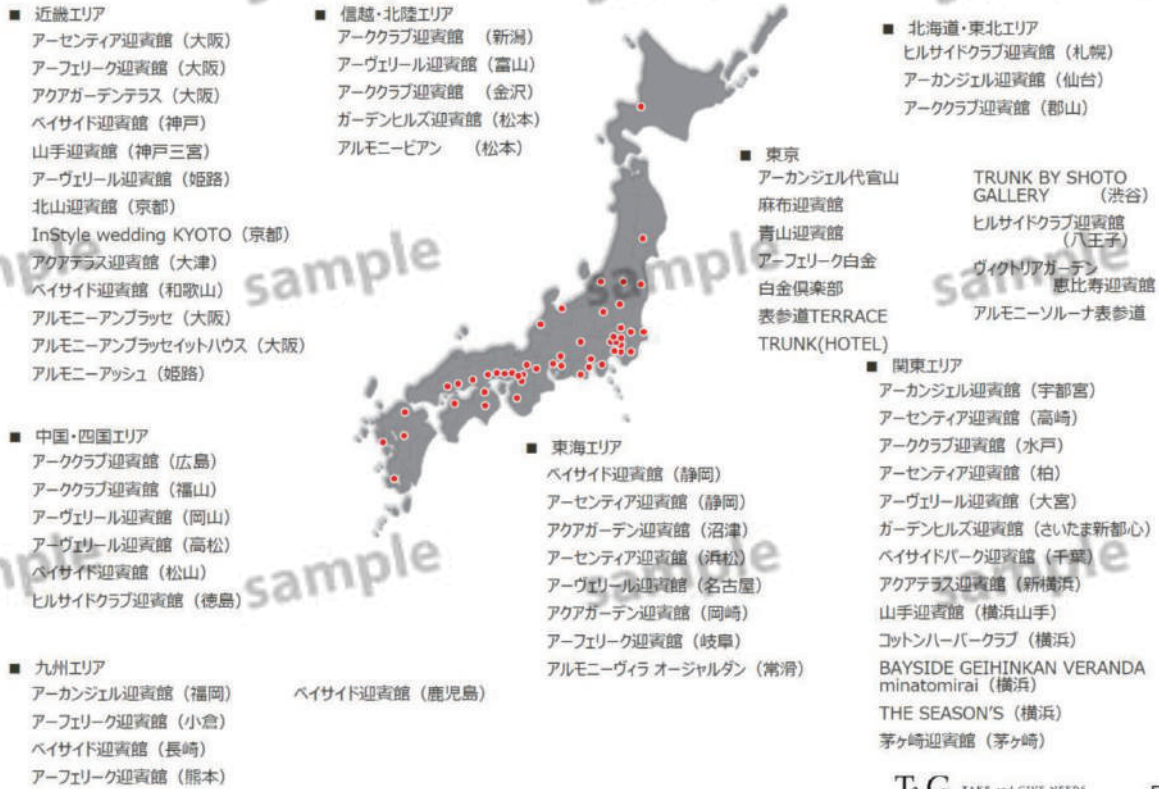 ■ 近畿エリア
アーセンティア迎賓館（大阪）
アーフェリーク迎賓館（大阪）
アクアガーデンテラス（大阪）
ベイサイド迎賓館（神戸）
山手迎賓館（神戸三宮）
アーヴェリール迎賓館（姫路）
北山迎賓館（京都）
InStyle wedding KYOTO（京都）
アクアテラス迎賓館（大津）
ベイサイド迎賓館（和歌山）
アルモニーアンブラッセ（大阪）
アルモニーアンブラッセイットハウス（大阪）
アルモニーアッシュ（姫路）
■ 中国・四国エリア
アーククラブ迎賓館（広島）
アーククラブ迎賓館（福山）
アーヴェリール迎賓館（岡山）
アーヴェリール迎賓館（高松）
ベイサイド迎賓館（松山）
ヒルサイドクラブ迎賓館（徳島）
■ 九州エリア
アーカンジェル迎賓館（福岡）
アーフェリーク迎賓館（小倉）
ベイサイド迎賓館（長崎）
アーフェリーク迎賓館（熊本）
ベイサイド迎賓館（鹿児島）
■ 信越・北陸エリア
アーククラブ迎賓館　（新潟）
アーヴェリール迎賓館（富山）
アーククラブ迎賓館　（金沢）
ガーデンヒルズ迎賓館（松本）
アルモニービアン　　（松本）
■ 北海道・東北エリア
ヒルサイドクラブ迎賓館（札幌）
アーカンジェル迎賓館（仙台）
アーククラブ迎賓館（郡山）
■ 東京
アーカンジェル代官山
麻布迎賓館
青山迎賓館
アーフェリーク白金
白金倶楽部
表参道TERRACE
TRUNK(HOTEL)
TRUNK BY SHOTO
GALLERY　　（渋谷）
ヒルサイドクラブ迎賓館
（八王子）
ヴィクトリアガーデン
恵比寿迎賓館
アルモニーソルーナ表参道
■ 東海エリア
ベイサイド迎賓館（静岡）
アーセンティア迎賓館（静岡）
アクアガーデン迎賓館（沼津）
アーセンティア迎賓館（浜松）
アーヴェリール迎賓館（名古屋）
アクアガーデン迎賓館（岡崎）
アーフェリーク迎賓館（岐阜）
アルモニーヴィラ オージャルダン（常滑）
■ 関東エリア
アーカンジェル迎賓館（宇都宮）
アーセンティア迎賓館（高崎）
アーククラブ迎賓館（水戸）
アーセンティア迎賓館（柏）
アーヴェリール迎賓館（大宮）
ガーデンヒルズ迎賓館（さいたま新都心）
ベイサイドパーク迎賓館（千葉）
アクアテラス迎賓館（新横浜）
山手迎賓館（横浜山手）
コットンハーバークラブ（横浜）
BAYSIDE GEIHINKAN VERANDA
minatomirai（横浜）
THE SEASON'S（横浜）
茅ヶ崎迎賓館（茅ヶ崎）
sample
sample
sample
sample
sample
sample